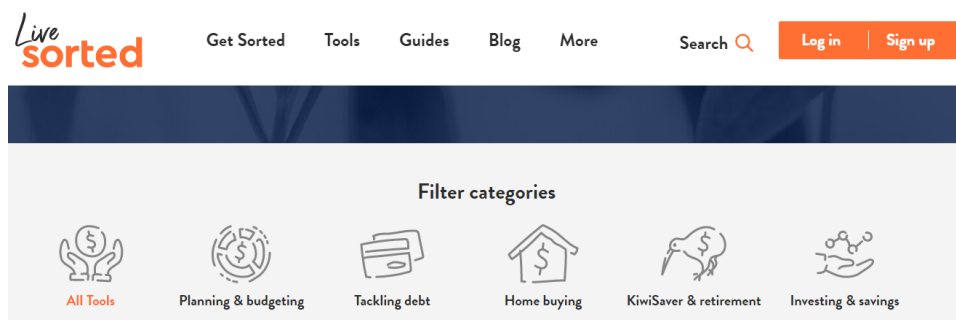 Live
sorted
Get Sorted Tools Guides Blog More Search Log in Sign up
Filter categories
All Tools Planning & budgeting Tackling debt Home buying KiwiSaver & retirement Investing & savings